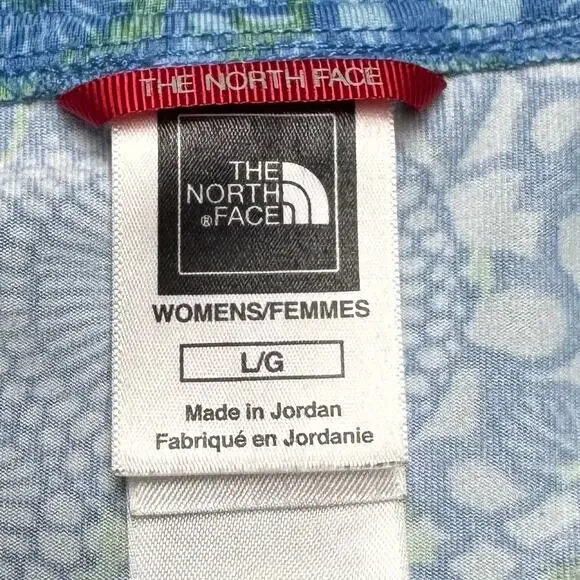 THE NORTH FACE
THE
NORTH
®FACE
WOMENS/FEMMES
L/G
Made in Jordan
Fabriqué en Jordanie